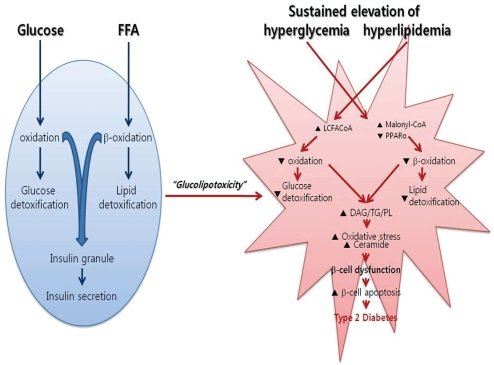 Glucose
FFA
oxidation
β-oxidation
Glucose
detoxification
Lipid
detoxification
Insulin granule
Insulin secretion
"Glucolipotoxicity"
Sustained elevation of
hyperglycemia hyperlipidemia
▲ LCFACoA
▲ Malonyl-CoA
▼ PPARα
▼ oxidation
▼ β-oxidation
Glucose
▼ detoxification
Lipid
▼ detoxification
▲ DAG/TG/PL
▲ Oxidative stress
▲ Ceramide
β-cell dysfunction
▲ β-cell apoptosis
Type 2 Diabetes